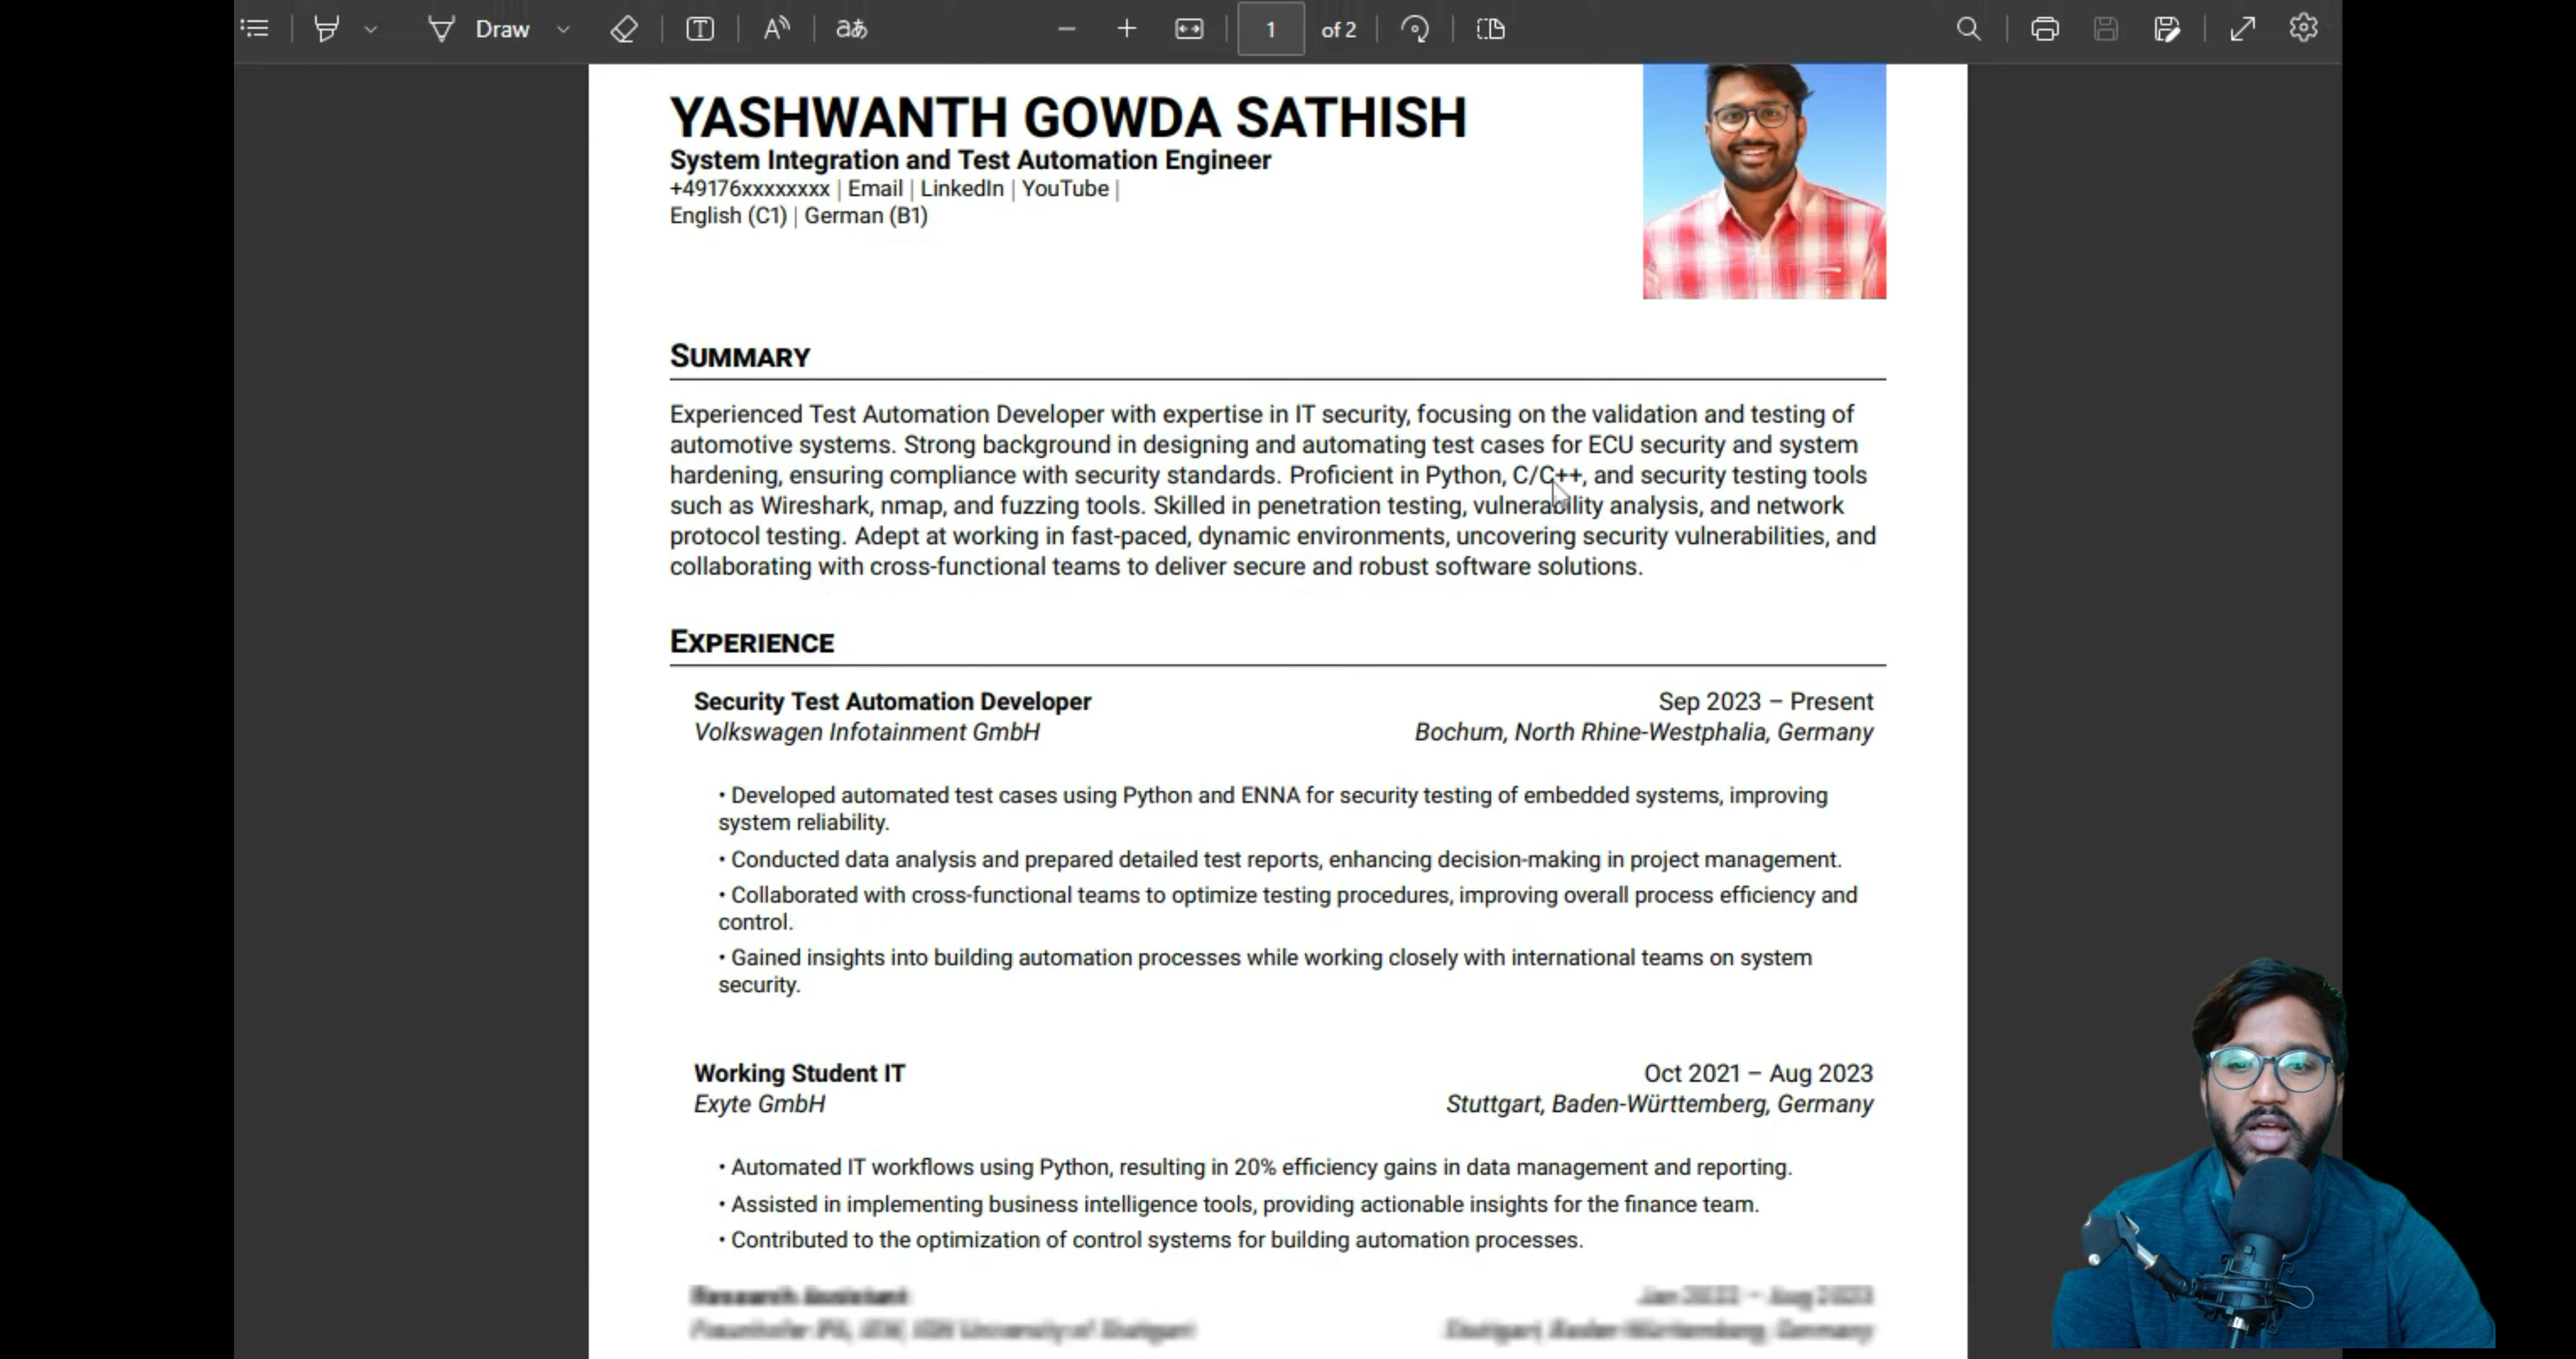 Draw
1 of 2
aあ
YASHWANTH GOWDA SATHISH
System Integration and Test Automation Engineer
+49176xxxxxxxx | Email | LinkedIn | YouTube |
English (C1) | German (B1)
SUMMARY
Experienced Test Automation Developer with expertise in IT security, focusing on the validation and testing of
automotive systems. Strong background in designing and automating test cases for ECU security and system
hardening, ensuring compliance with security standards. Proficient in Python, C/C++, and security testing tools
such as Wireshark, nmap, and fuzzing tools. Skilled in penetration testing, vulnerability analysis, and network
protocol testing. Adept at working in fast-paced, dynamic environments, uncovering security vulnerabilities, and
collaborating with cross-functional teams to deliver secure and robust software solutions.
EXPERIENCE
Security Test Automation Developer Sep 2023 – Present
Volkswagen Infotainment GmbH Bochum, North Rhine-Westphalia, Germany
• Developed automated test cases using Python and ENNA for security testing of embedded systems, improving
system reliability.
• Conducted data analysis and prepared detailed test reports, enhancing decision-making in project management.
• Collaborated with cross-functional teams to optimize testing procedures, improving overall process efficiency and
control.
• Gained insights into building automation processes while working closely with international teams on system
security.
Working Student IT Oct 2021 – Aug 2023
Exyte GmbH Stuttgart, Baden-Württemberg, Germany
• Automated IT workflows using Python, resulting in 20% efficiency gains in data management and reporting.
• Assisted in implementing business intelligence tools, providing actionable insights for the finance team.
• Contributed to the optimization of control systems for building automation processes.
Research Assistant
University of Stuttgart Stuttgart, Baden-Württemberg, Germany